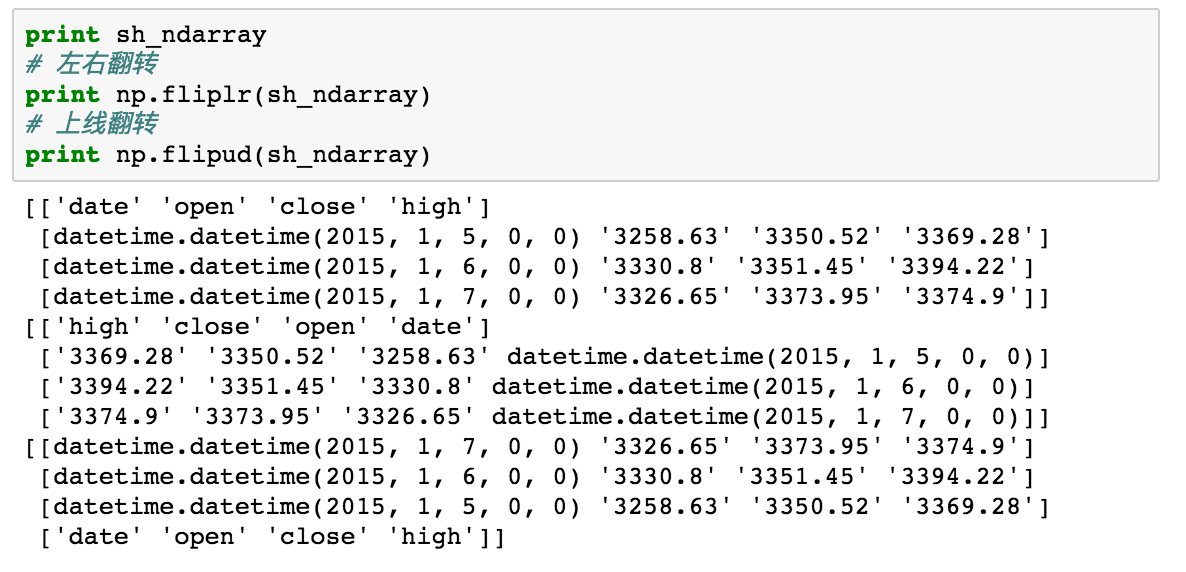 print sh_ndarray
# 左右翻转
print np.fliplr(sh_ndarray)
# 上线翻转
print np.flipud(sh_ndarray)
[['date' 'open' 'close' 'high']
 [datetime.datetime(2015, 1, 5, 0, 0) '3258.63' '3350.52' '3369.28']
 [datetime.datetime(2015, 1, 6, 0, 0) '3330.8' '3351.45' '3394.22']
 [datetime.datetime(2015, 1, 7, 0, 0) '3326.65' '3373.95' '3374.9']]
[['high' 'close' 'open' 'date']
 ['3369.28' '3350.52' '3258.63' datetime.datetime(2015, 1, 5, 0, 0)]
 ['3394.22' '3351.45' '3330.8' datetime.datetime(2015, 1, 6, 0, 0)]
 ['3374.9' '3373.95' '3326.65' datetime.datetime(2015, 1, 7, 0, 0)]]
[[datetime.datetime(2015, 1, 7, 0, 0) '3326.65' '3373.95' '3374.9']
 [datetime.datetime(2015, 1, 6, 0, 0) '3330.8' '3351.45' '3394.22']
 [datetime.datetime(2015, 1, 5, 0, 0) '3258.63' '3350.52' '3369.28']
 ['date' 'open' 'close' 'high']]